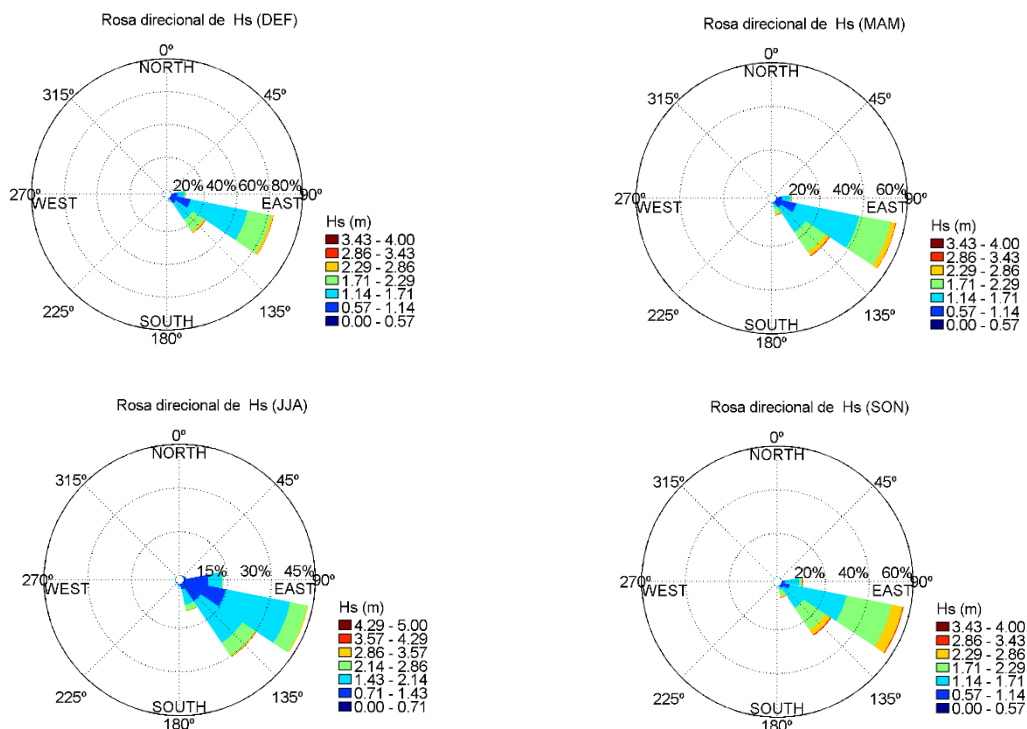 Rosa direcional de Hs (DEF)
0º
NORTH
315º
45º
20% 40% 60% 80%
270º
90º
WEST
EAST
225º
135º
SOUTH
180º
Hs (m)
3.43 - 4.00
2.86 - 3.43
2.29 - 2.86
1.71 - 2.29
1.14 - 1.71
0.57 - 1.14
0.00 - 0.57
Rosa direcional de Hs (MAM)
0º
NORTH
315º
45º
20% 40% 60%
270º
90º
WEST
EAST
225º
135º
SOUTH
180º
Hs (m)
3.43 - 4.00
2.86 - 3.43
2.29 - 2.86
1.71 - 2.29
1.14 - 1.71
0.57 - 1.14
0.00 - 0.57
Rosa direcional de Hs (JJA)
0º
NORTH
315º
45º
15% 30% 45%
270º
90º
WEST
EAST
225º
135º
SOUTH
180º
Hs (m)
4.29 - 5.00
3.57 - 4.29
2.86 - 3.57
2.14 - 2.86
1.43 - 2.14
0.71 - 1.43
0.00 - 0.71
Rosa direcional de Hs (SON)
0º
NORTH
315º
45º
20% 40% 60%
270º
90º
WEST
EAST
225º
135º
SOUTH
180º
Hs (m)
3.43 - 4.00
2.86 - 3.43
2.29 - 2.86
1.71 - 2.29
1.14 - 1.71
0.57 - 1.14
0.00 - 0.57